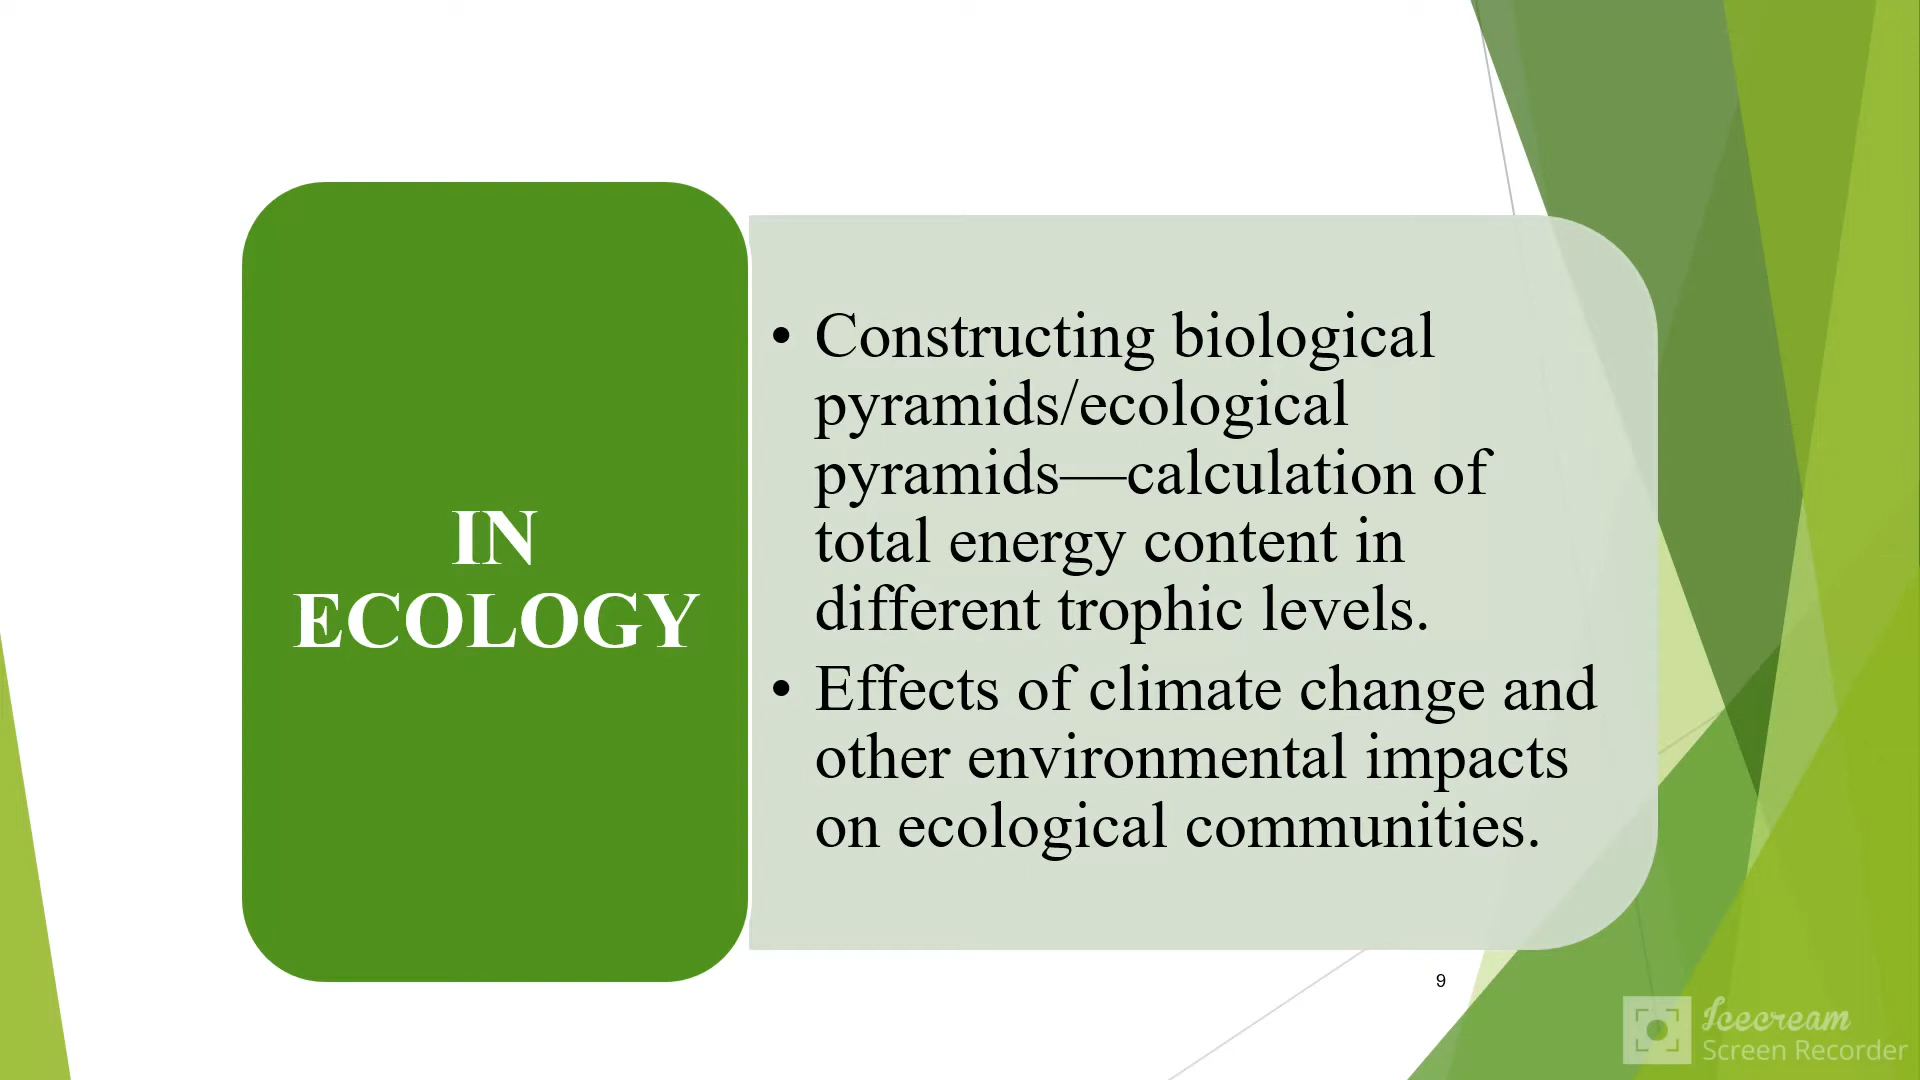 IN
ECOLOGY
• Constructing biological
pyramids/ecological
pyramids—calculation of
total energy content in
different trophic levels.
• Effects of climate change and
other environmental impacts
on ecological communities.
9
Icecream
Screen Recorder